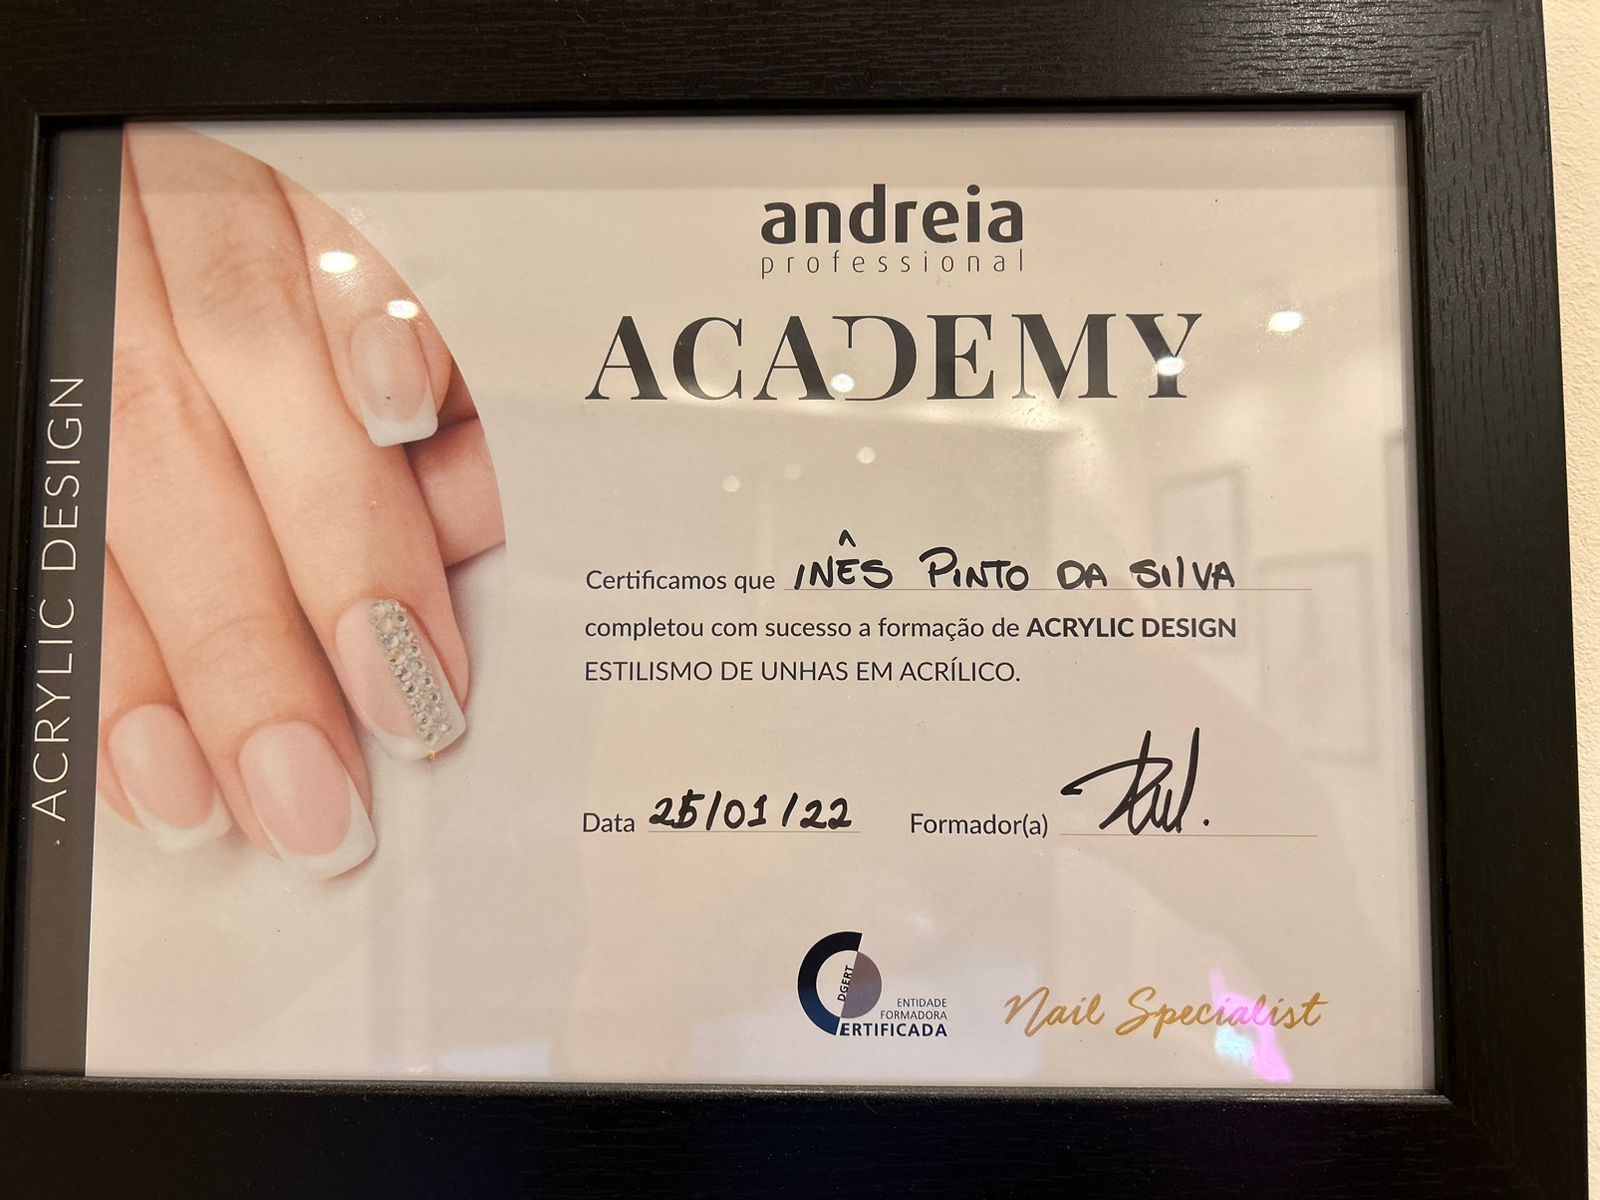 andreia
professional
ACADEMY
ACRYLIC DESIGN
Certificamos que INÊS PINTO DA SILVA
completou com sucesso a formação de ACRYLIC DESIGN
ESTILISMO DE UNHAS EM ACRÍLICO.
Data 25/01/22 Formador(a)
DGERT
ENTIDADE
FORMADORA
CERTIFICADA
Nail Specialist